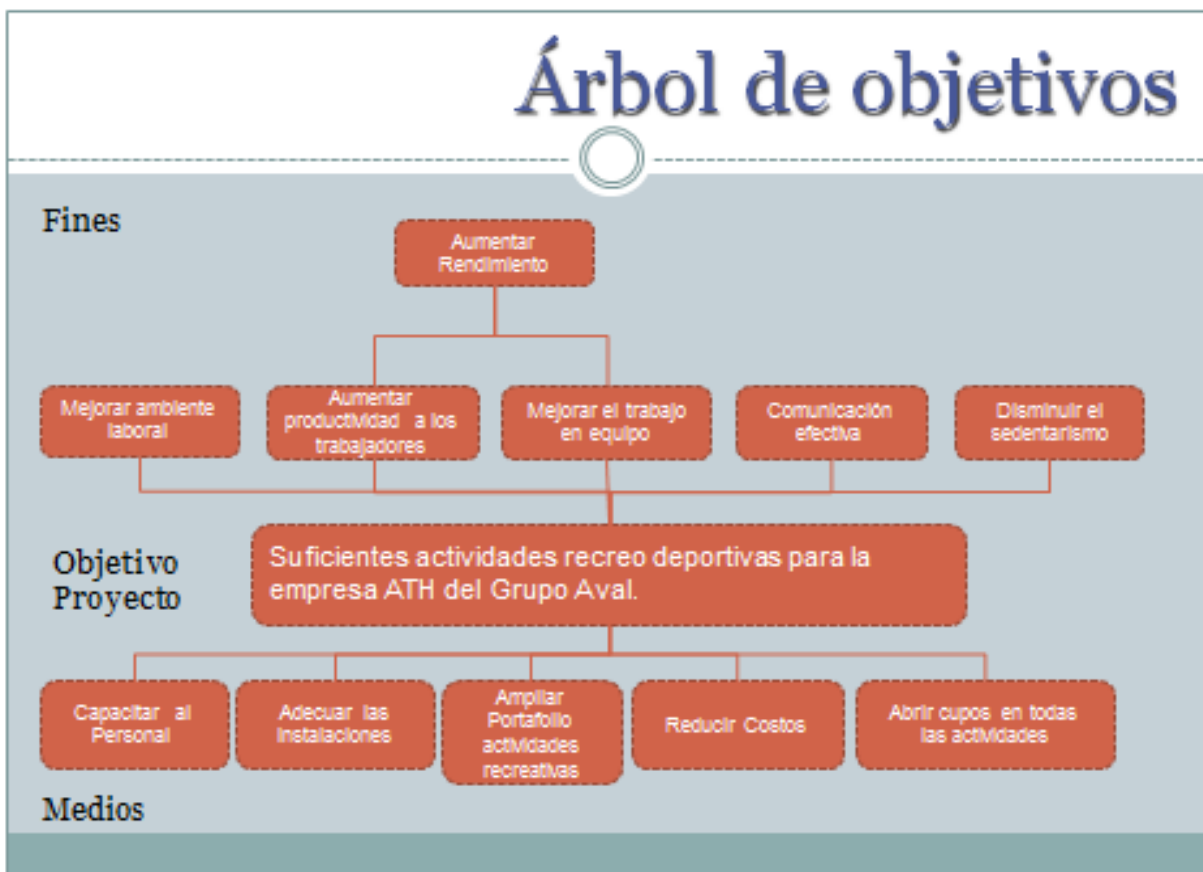 Árbol de objetivos
Fines
Aumentar
Rendimiento
Mejorar ambiente
laboral
Aumentar
productividad a los
trabajadores
Mejorar el trabajo
en equipo
Comunicación
efectiva
Disminuir el
sedentarismo
Objetivo
Proyecto
Suficientes actividades recreo deportivas para la
empresa ATH del Grupo Aval.
Capacitar al
Personal
Adecuar las
Instalaciones
Ampliar
Portafolio
actividades
recreativas
Reducir Costos
Abrir cupos en todas
las actividades
Medios